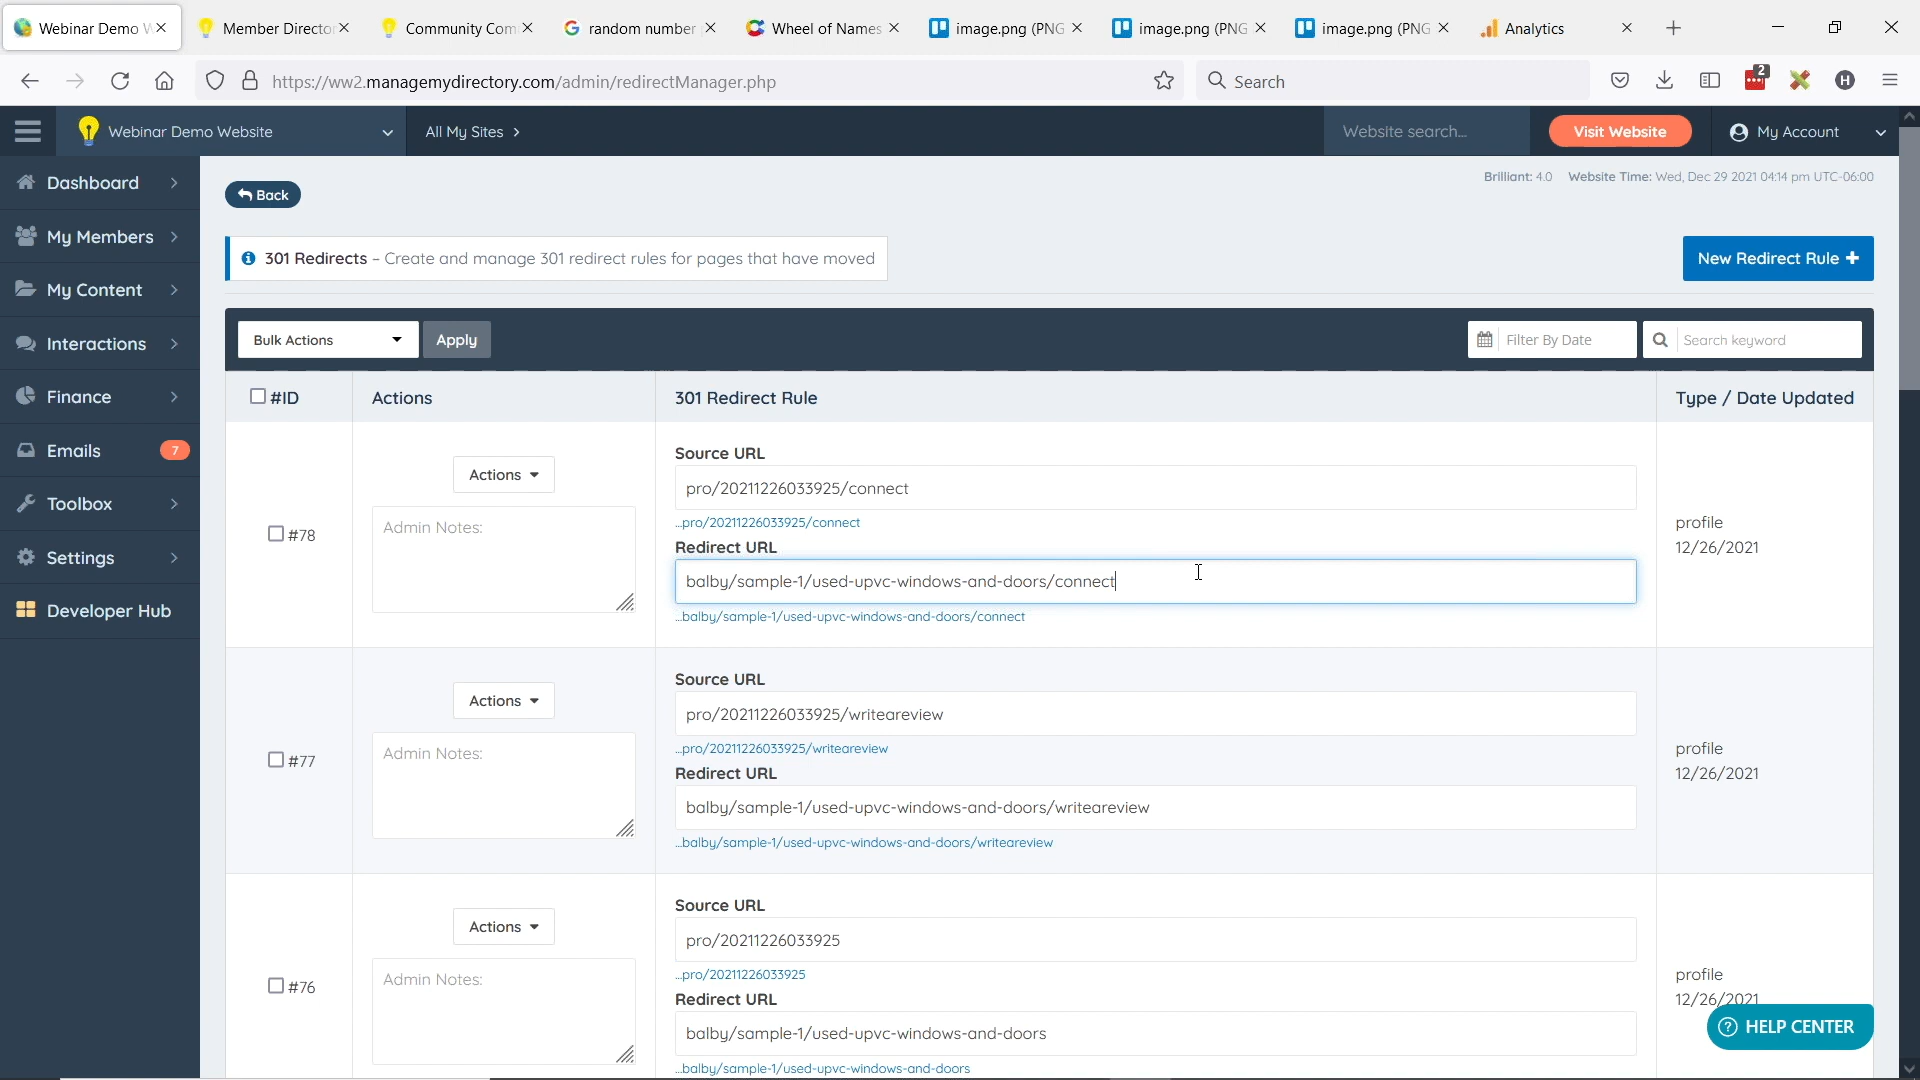 Webinar Demo W
Member Director
Community Com
random number
Wheel of Names
image.png (PNG
image.png (PNG
image.png (PNG
Analytics
https://ww2.managemydirectory.com/admin/redirectManager.php
Search
2
H
Webinar Demo Website
All My Sites >
Website search...
Visit Website
My Account
Dashboard
My Members
My Content
Interactions
Finance
Emails 7
Toolbox
Settings
Developer Hub
Back
Brilliant: 4.0 Website Time: Wed, Dec 29 2021 04:14 pm UTC-06:00
301 Redirects - Create and manage 301 redirect rules for pages that have moved
New Redirect Rule +
Bulk Actions
Apply
Filter By Date
Search keyword
#ID
Actions
301 Redirect Rule
Type / Date Updated
#78
Actions
Admin Notes:
Source URL
pro/20211226033925/connect
...pro/20211226033925/connect
Redirect URL
balby/sample-1/used-upvc-windows-and-doors/connect
...balby/sample-1/used-upvc-windows-and-doors/connect
profile
12/26/2021
#77
Actions
Admin Notes:
Source URL
pro/20211226033925/writeareview
...pro/20211226033925/writeareview
Redirect URL
balby/sample-1/used-upvc-windows-and-doors/writeareview
...balby/sample-1/used-upvc-windows-and-doors/writeareview
profile
12/26/2021
#76
Actions
Admin Notes:
Source URL
pro/20211226033925
...pro/20211226033925
Redirect URL
balby/sample-1/used-upvc-windows-and-doors
...balby/sample-1/used-upvc-windows-and-doors
profile
12/26/2021
HELP CENTER